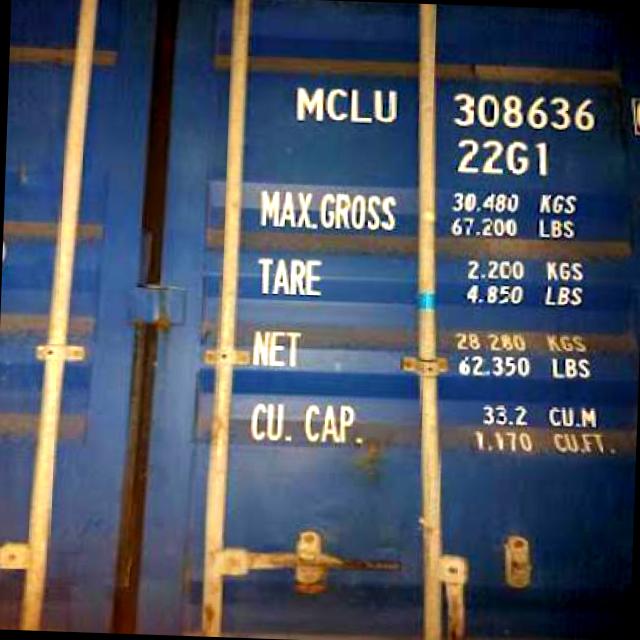 MCLU 308636
22G1
MAX.GROSS 30.480 KGS
67.200 LBS
TARE 2.200 KGS
4.850 LBS
NET 28 280 KGS
62.350 LBS
CU. CAP. 33.2 CU.M
1.170 CU.FT.